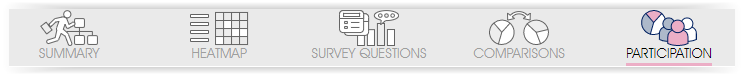 SUMMARY
HEATMAP
SURVEY QUESTIONS
COMPARISONS
PARTICIPATION